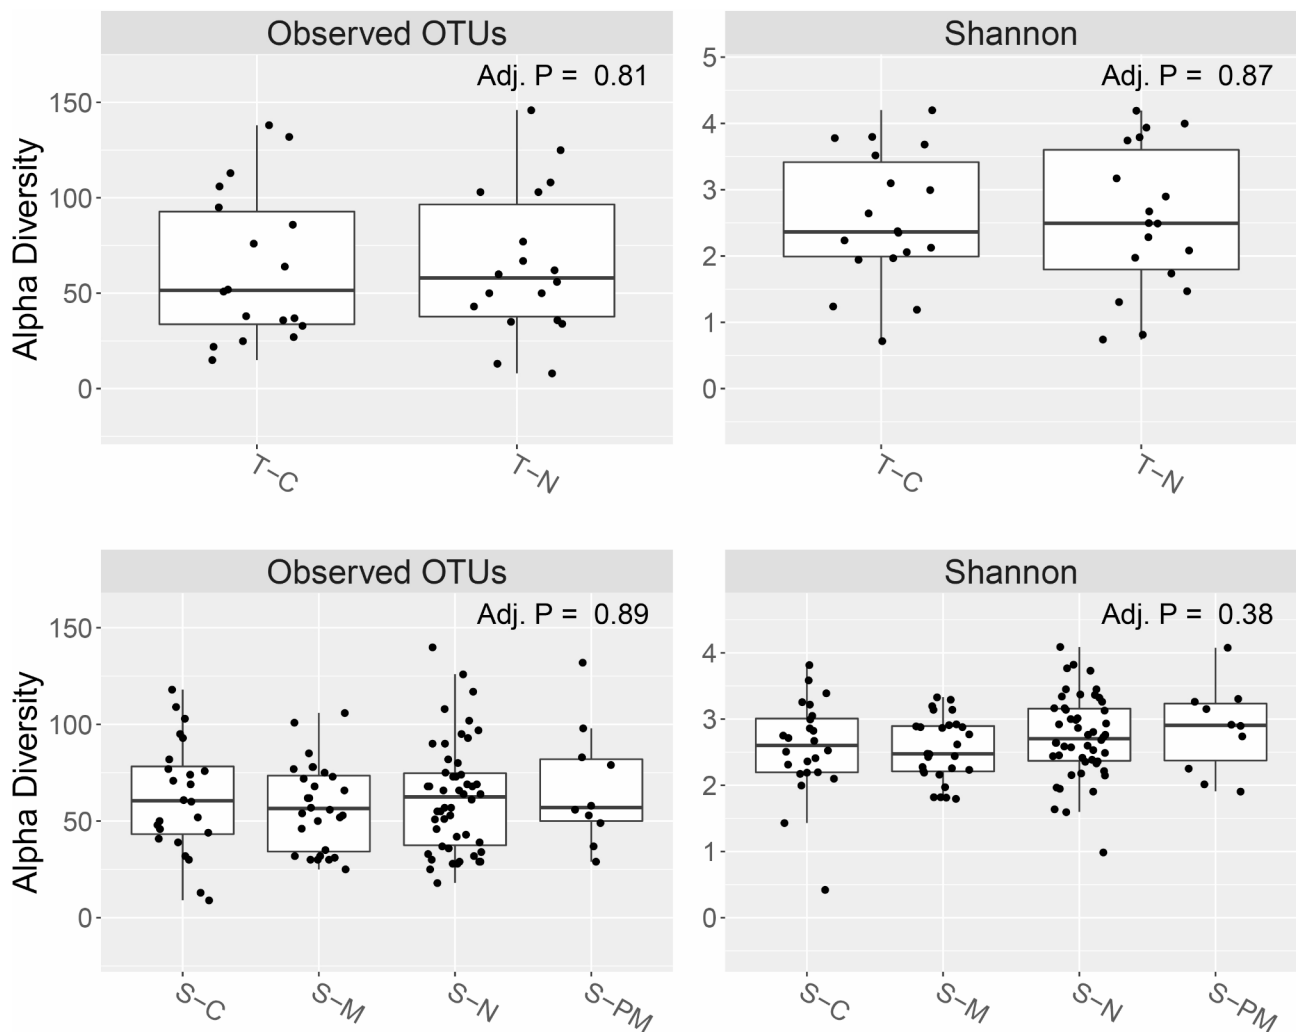 Observed OTUs
Shannon
Adj. P = 0.81
Adj. P = 0.87
Alpha Diversity
150
100
50
0
5
4
3
2
1
0
T−C
T−N
T−C
T−N
Observed OTUs
Shannon
Adj. P = 0.89
Adj. P = 0.38
Alpha Diversity
150
100
50
0
4
3
2
1
0
S−C
S−M
S−N
S−PM
S−C
S−M
S−N
S−PM